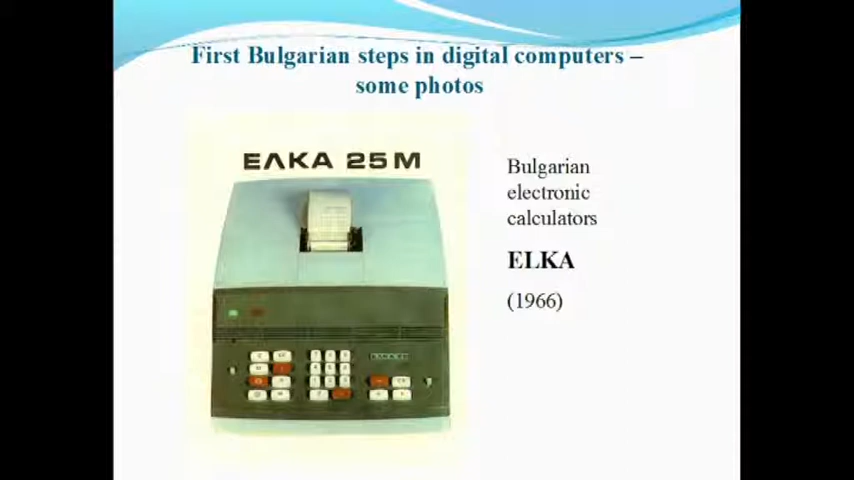 First Bulgarian steps in digital computers –
some photos
ЕЛКА 25М
Bulgarian
electronic
calculators
ELKA
(1966)